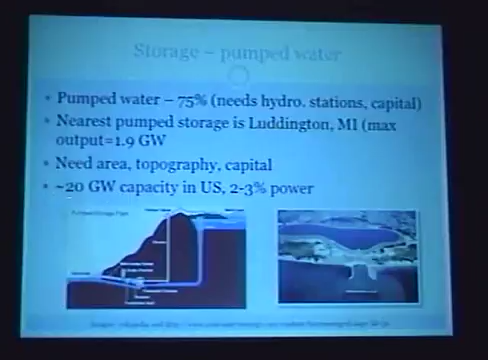 Storage – pumped water
• Pumped water – 75% (needs hydro. stations, capital)
• Nearest pumped storage is Luddington, MI (max
output=1.9 GW
• Need area, topography, capital
• ~20 GW capacity in US, 2-3% power